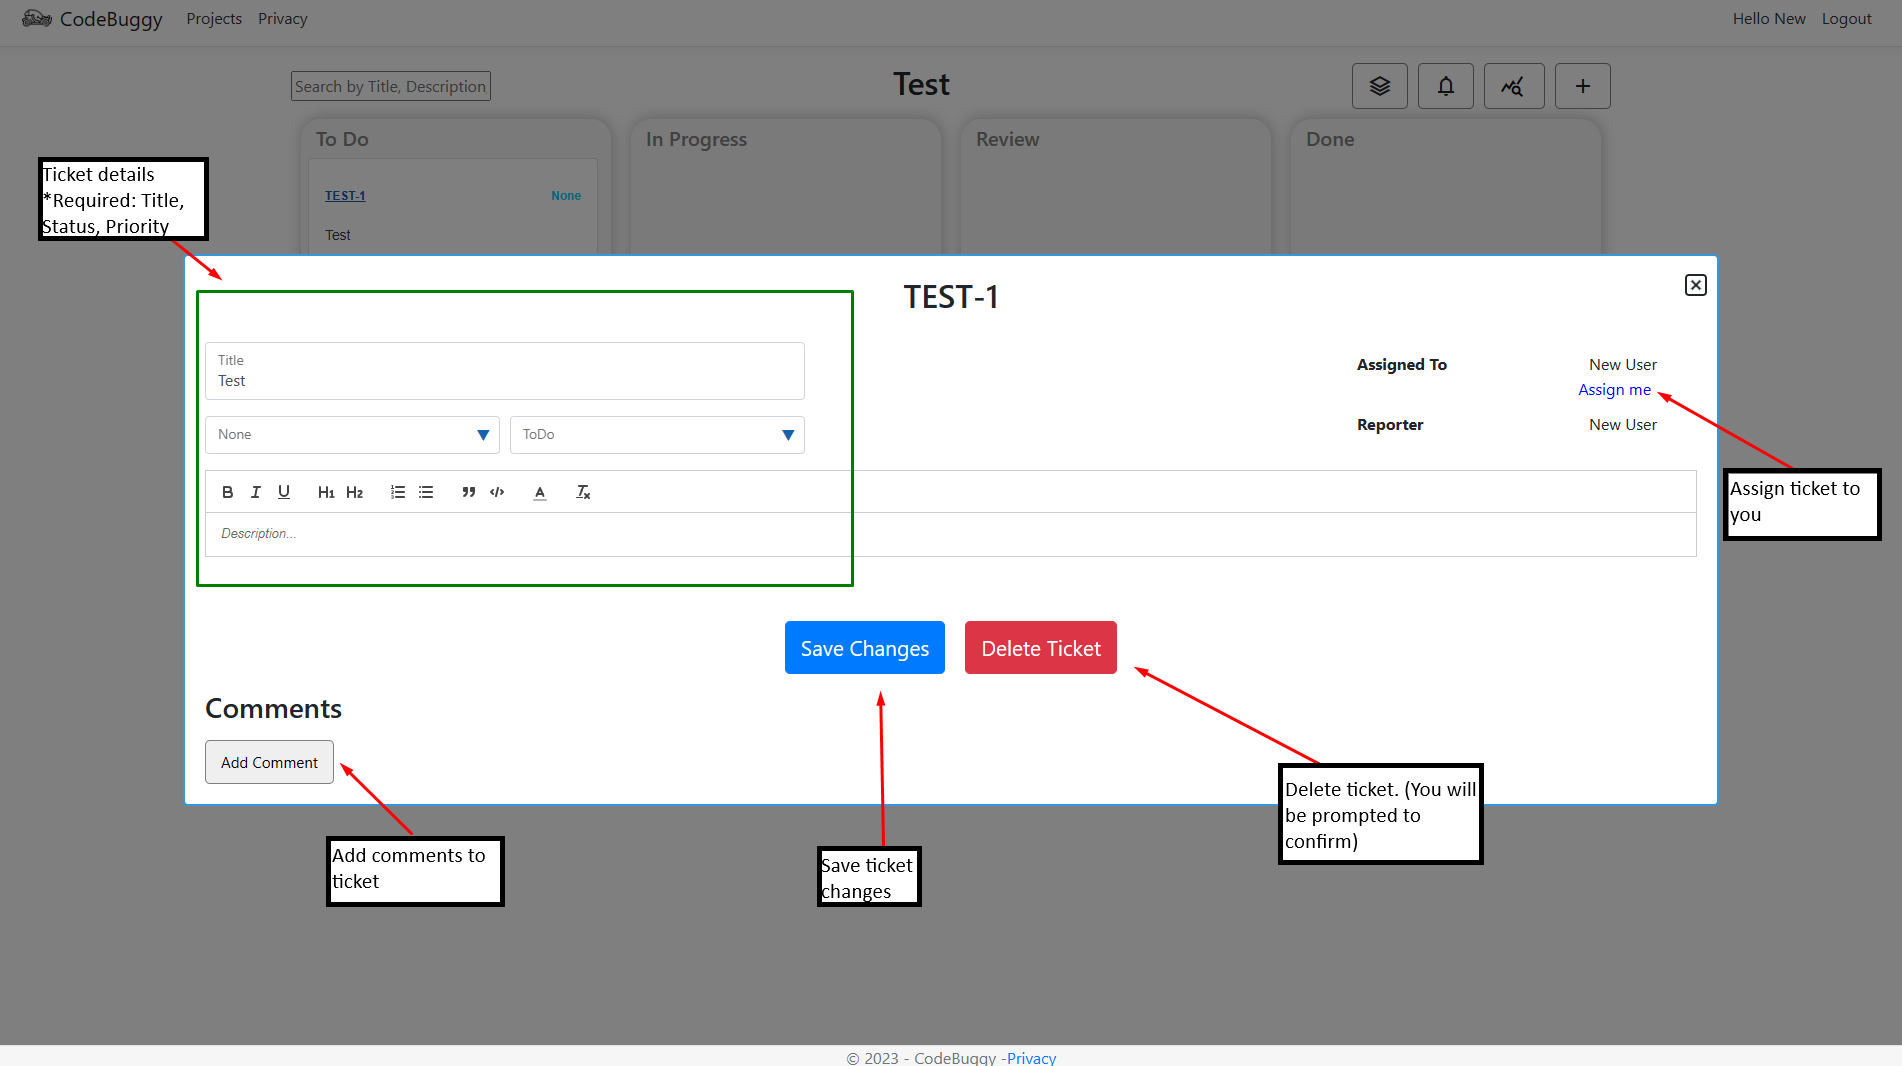 CodeBuggy
Projects
Privacy
Hello New
Logout
Search by Title, Description
Test
To Do
In Progress
Review
Done
TEST-1
None
Test
Ticket details
*Required: Title,
Status, Priority
TEST-1
Title
Test
None
ToDo
Assigned To
New User
Assign me
Reporter
New User
B I U H1 H2 A Tx
Description...
Assign ticket to
you
Save Changes
Delete Ticket
Comments
Add Comment
Delete ticket. (You will
be prompted to
confirm)
Add comments to
ticket
Save ticket
changes
© 2023 - CodeBuggy -Privacy